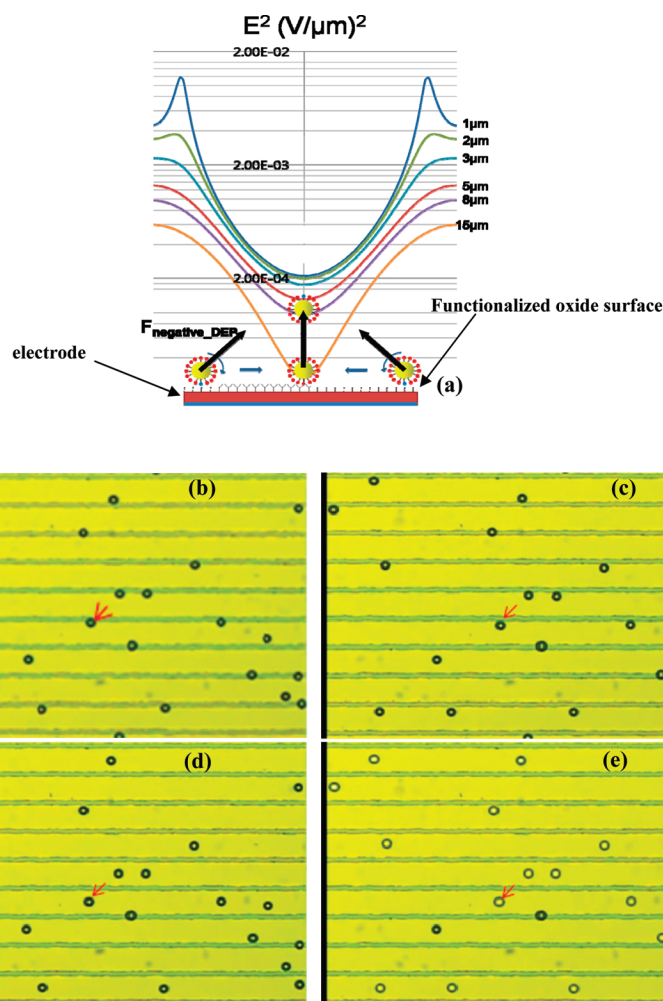 E² (V/µm)²
2.00E-02
1µm
2µm
2.00E-03
3µm
5µm
8µm
15µm
2.00E-04
Functionalized oxide surface
Fnegative_DEP
electrode
(a)
(b)
(c)
(d)
(e)